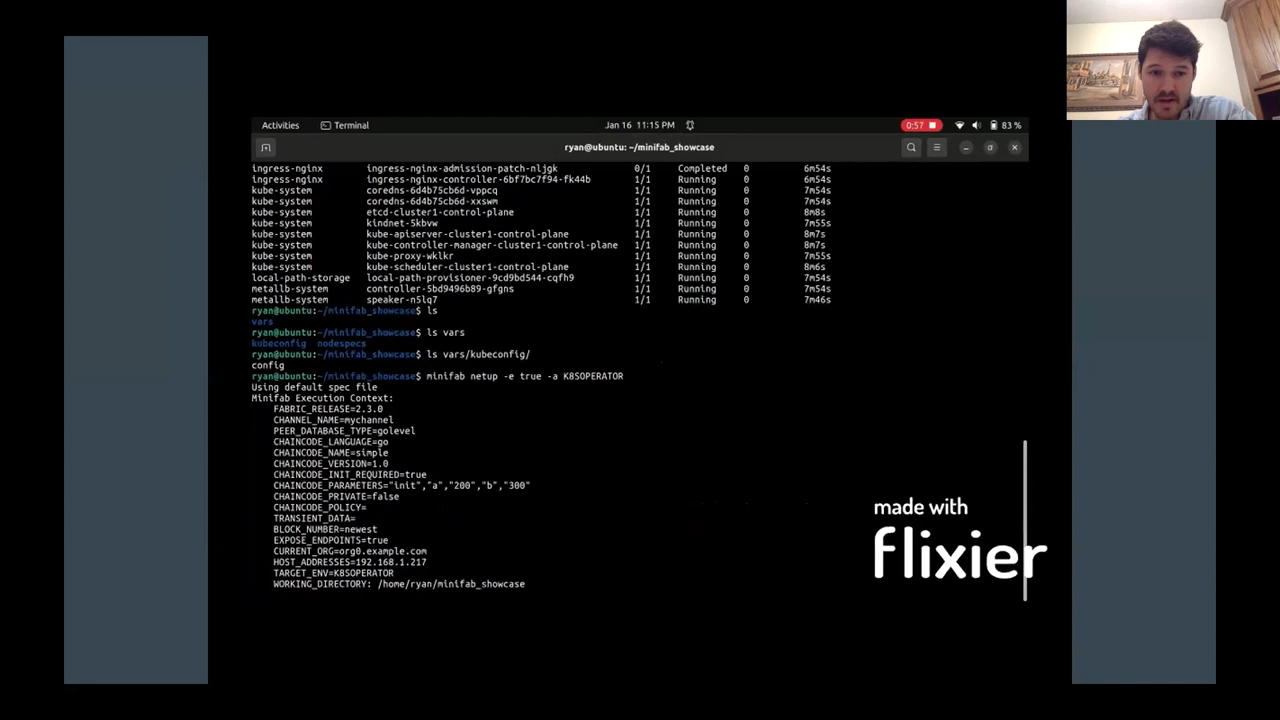 Activities Terminal Jan 16 11:15 PM 0:57 83 %
ryan@ubuntu: ~/minifab_showcase
ingress-nginx ingress-nginx-admission-patch-nljgk 0/1 Completed 0 6m54s
ingress-nginx ingress-nginx-controller-6bf7bc7f94-fk44b 1/1 Running 0 6m54s
kube-system coredns-6d4b75cb6d-vppcq 1/1 Running 0 7m54s
kube-system coredns-6d4b75cb6d-xxswm 1/1 Running 0 7m54s
kube-system etcd-cluster1-control-plane 1/1 Running 0 8m8s
kube-system kindnet-5kbvw 1/1 Running 0 7m55s
kube-system kube-apiserver-cluster1-control-plane 1/1 Running 0 8m7s
kube-system kube-controller-manager-cluster1-control-plane 1/1 Running 0 8m7s
kube-system kube-proxy-wklkr 1/1 Running 0 7m55s
kube-system kube-scheduler-cluster1-control-plane 1/1 Running 0 8m6s
local-path-storage local-path-provisioner-9cd9bd544-cqfh9 1/1 Running 0 7m54s
metallb-system controller-5bd9496b89-gfgns 1/1 Running 0 7m54s
metallb-system speaker-n5lq7 1/1 Running 0 7m46s
ryan@ubuntu:~/minifab_showcase$ ls
vars
ryan@ubuntu:~/minifab_showcase$ ls vars
kubeconfig nodespecs
ryan@ubuntu:~/minifab_showcase$ ls vars/kubeconfig/
config
ryan@ubuntu:~/minifab_showcase$ minifab netup -e true -a K8SOPERATOR
Using default spec file
Minifab Execution Context:
FABRIC_RELEASE=2.3.0
CHANNEL_NAME=mychannel
PEER_DATABASE_TYPE=golevel
CHAINCODE_LANGUAGE=go
CHAINCODE_NAME=simple
CHAINCODE_VERSION=1.0
CHAINCODE_INIT_REQUIRED=true
CHAINCODE_PARAMETERS="init","a","200","b","300"
CHAINCODE_PRIVATE=false
CHAINCODE_POLICY=
TRANSIENT_DATA=
BLOCK_NUMBER=newest
EXPOSE_ENDPOINTS=true
CURRENT_ORG=org0.example.com
HOST_ADDRESSES=192.168.1.217
TARGET_ENV=K8SOPERATOR
WORKING_DIRECTORY: /home/ryan/minifab_showcase
made with
flixier